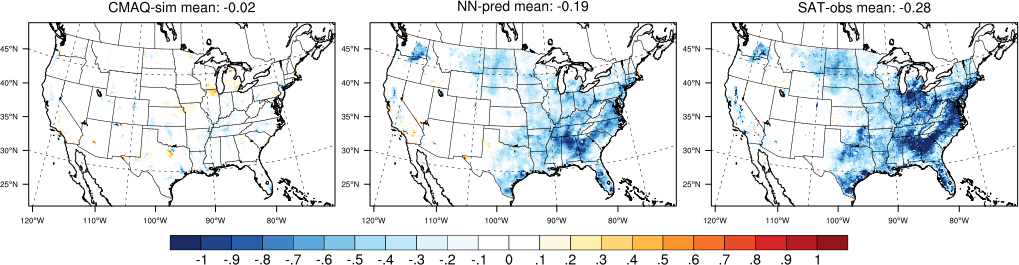 CMAQ-sim mean: -0.02 NN-pred mean: -0.19 SAT-obs mean: -0.28
45°N 45°N 45°N
40°N 40°N 40°N
35°N 35°N 35°N
30°N 30°N 30°N
25°N 25°N 25°N
120°W 110°W 100°W 90°W 80°W 120°W 110°W 100°W 90°W 80°W 120°W 110°W 100°W 90°W 80°W
-1 -.9 -.8 -.7 -.6 -.5 -.4 -.3 -.2 -.1 0 .1 .2 .3 .4 .5 .6 .7 .8 .9 1